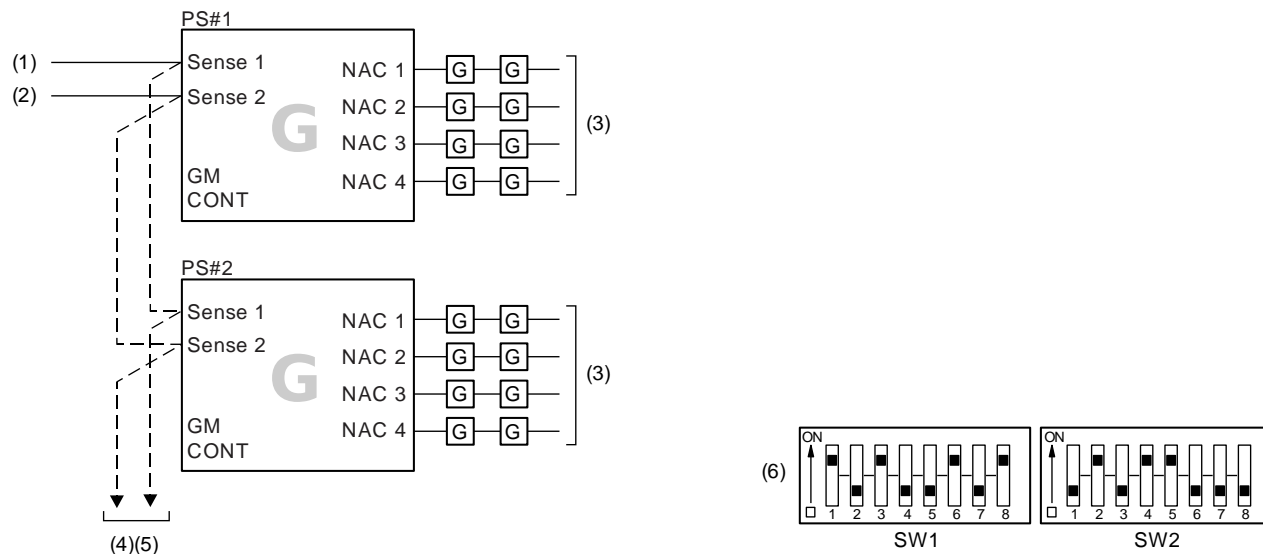 PS#1
(1)
Sense 1
(2)
Sense 2
G
GM
CONT
NAC 1 G G
NAC 2 G G
NAC 3 G G
NAC 4 G G
(3)
PS#2
Sense 1
Sense 2
G
GM
CONT
NAC 1 G G
NAC 2 G G
NAC 3 G G
NAC 4 G G
(3)
(4)(5)
(6)
ON
1 2 3 4 5 6 7 8
SW1
ON
1 2 3 4 5 6 7 8
SW2